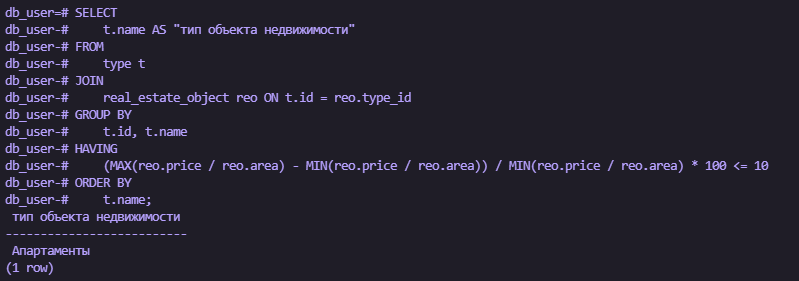 db_user=# SELECT
db_user-#     t.name AS "тип объекта недвижимости"
db_user-# FROM
db_user-#     type t
db_user-# JOIN
db_user-#     real_estate_object reo ON t.id = reo.type_id
db_user-# GROUP BY
db_user-#     t.id, t.name
db_user-# HAVING
db_user-#     (MAX(reo.price / reo.area) - MIN(reo.price / reo.area)) / MIN(reo.price / reo.area) * 100 <= 10
db_user-# ORDER BY
db_user-#     t.name;
 тип объекта недвижимости
--------------------------
 Апартаменты
(1 row)